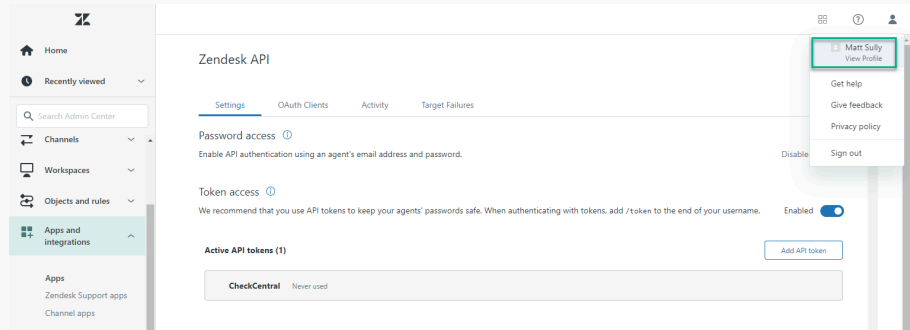 Home
Recently viewed
Search Admin Center
Channels
Workspaces
Objects and rules
Apps and
integrations
Apps
Zendesk Support apps
Channel apps
Zendesk API
Settings OAuth Clients Activity Target Failures
Password access
Enable API authentication using an agent's email address and password.
Disable
Token access
We recommend that you use API tokens to keep your agents' passwords safe. When authenticating with tokens, add /token to the end of your username.
Enabled
Active API tokens (1)
Add API token
CheckCentral Never used
Matt Sully
View Profile
Get help
Give feedback
Privacy policy
Sign out